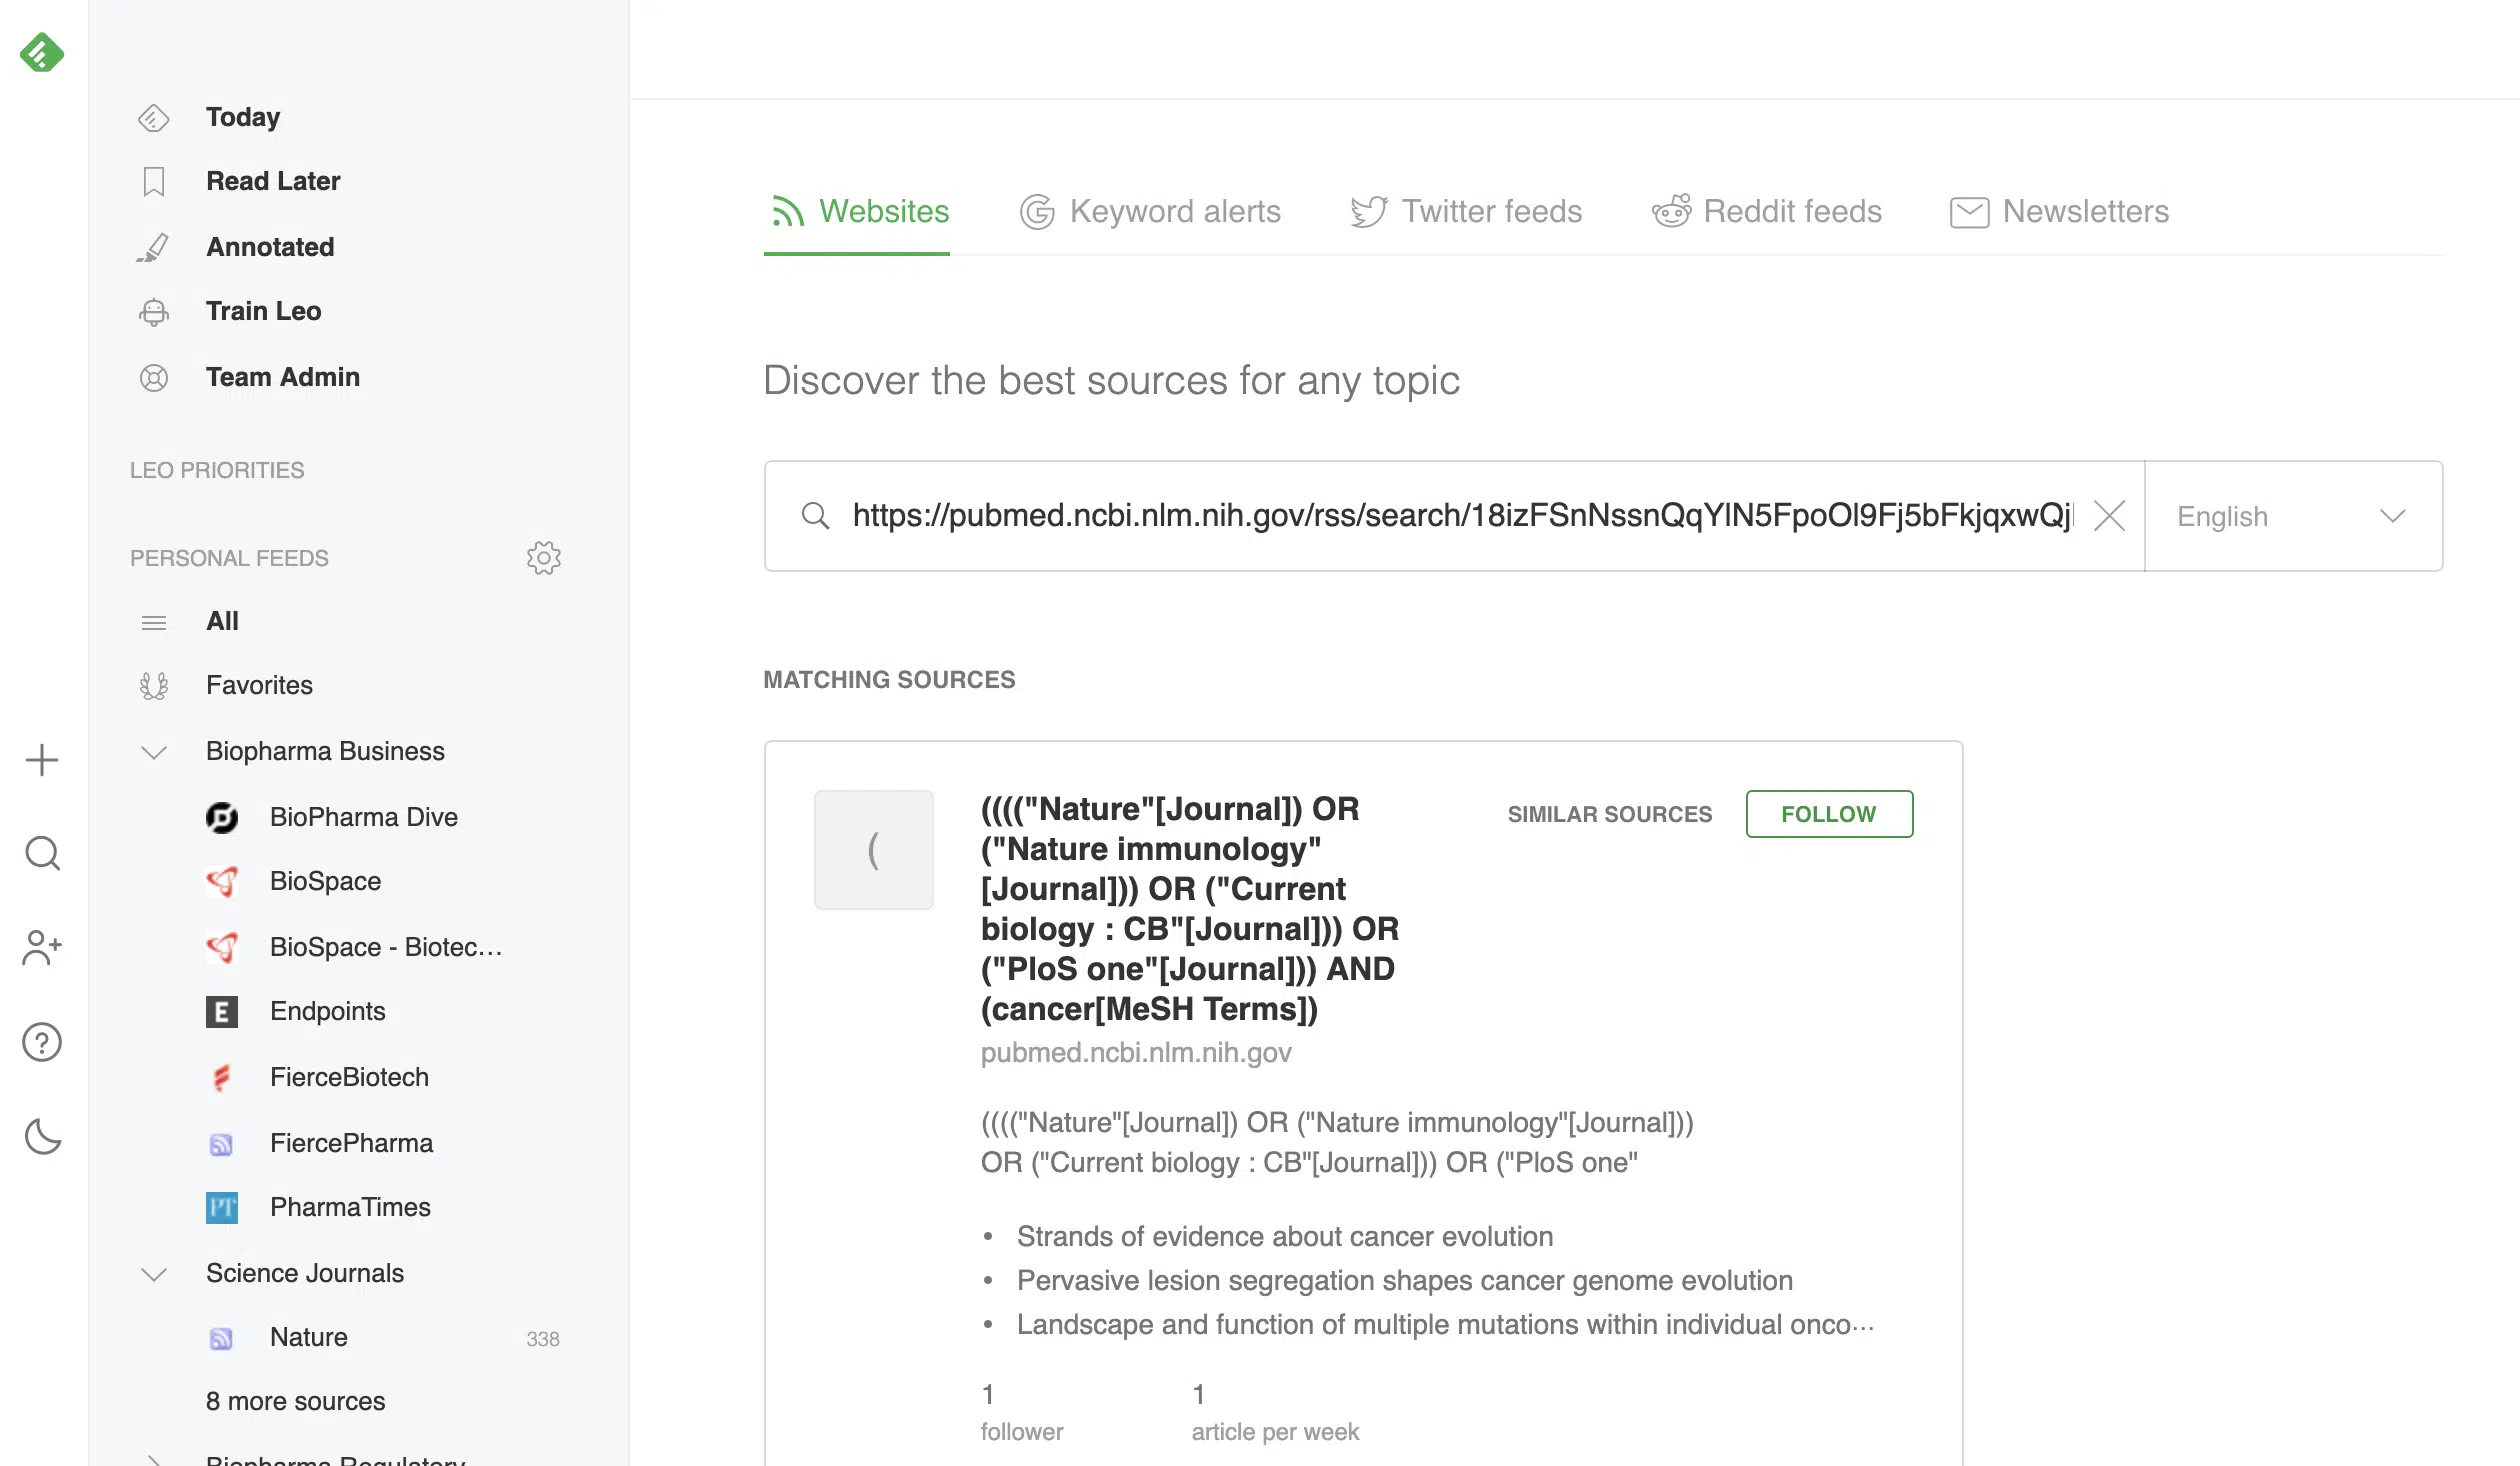 Today
Read Later
Annotated
Train Leo
Team Admin
LEO PRIORITIES
PERSONAL FEEDS
All
Favorites
Biopharma Business
BioPharma Dive
BioSpace
BioSpace - Biotec...
Endpoints
FierceBiotech
FiercePharma
PharmaTimes
Science Journals
Nature 338
8 more sources
Biopharma Regulatory
Websites Keyword alerts Twitter feeds Reddit feeds Newsletters
Discover the best sources for any topic
https://pubmed.ncbi.nlm.nih.gov/rss/search/18izFSnNssnQqYlN5FpoOl9Fj5bFkjqxwQj English
MATCHING SOURCES
(
(((("Nature"[Journal]) OR
("Nature immunology"
[Journal])) OR ("Current
biology : CB"[Journal])) OR
("PloS one"[Journal])) AND
(cancer[MeSH Terms])
SIMILAR SOURCES FOLLOW
pubmed.ncbi.nlm.nih.gov
(((("Nature"[Journal]) OR ("Nature immunology"[Journal]))
OR ("Current biology : CB"[Journal])) OR ("PloS one"
• Strands of evidence about cancer evolution
• Pervasive lesion segregation shapes cancer genome evolution
• Landscape and function of multiple mutations within individual onco...
1 1
follower article per week